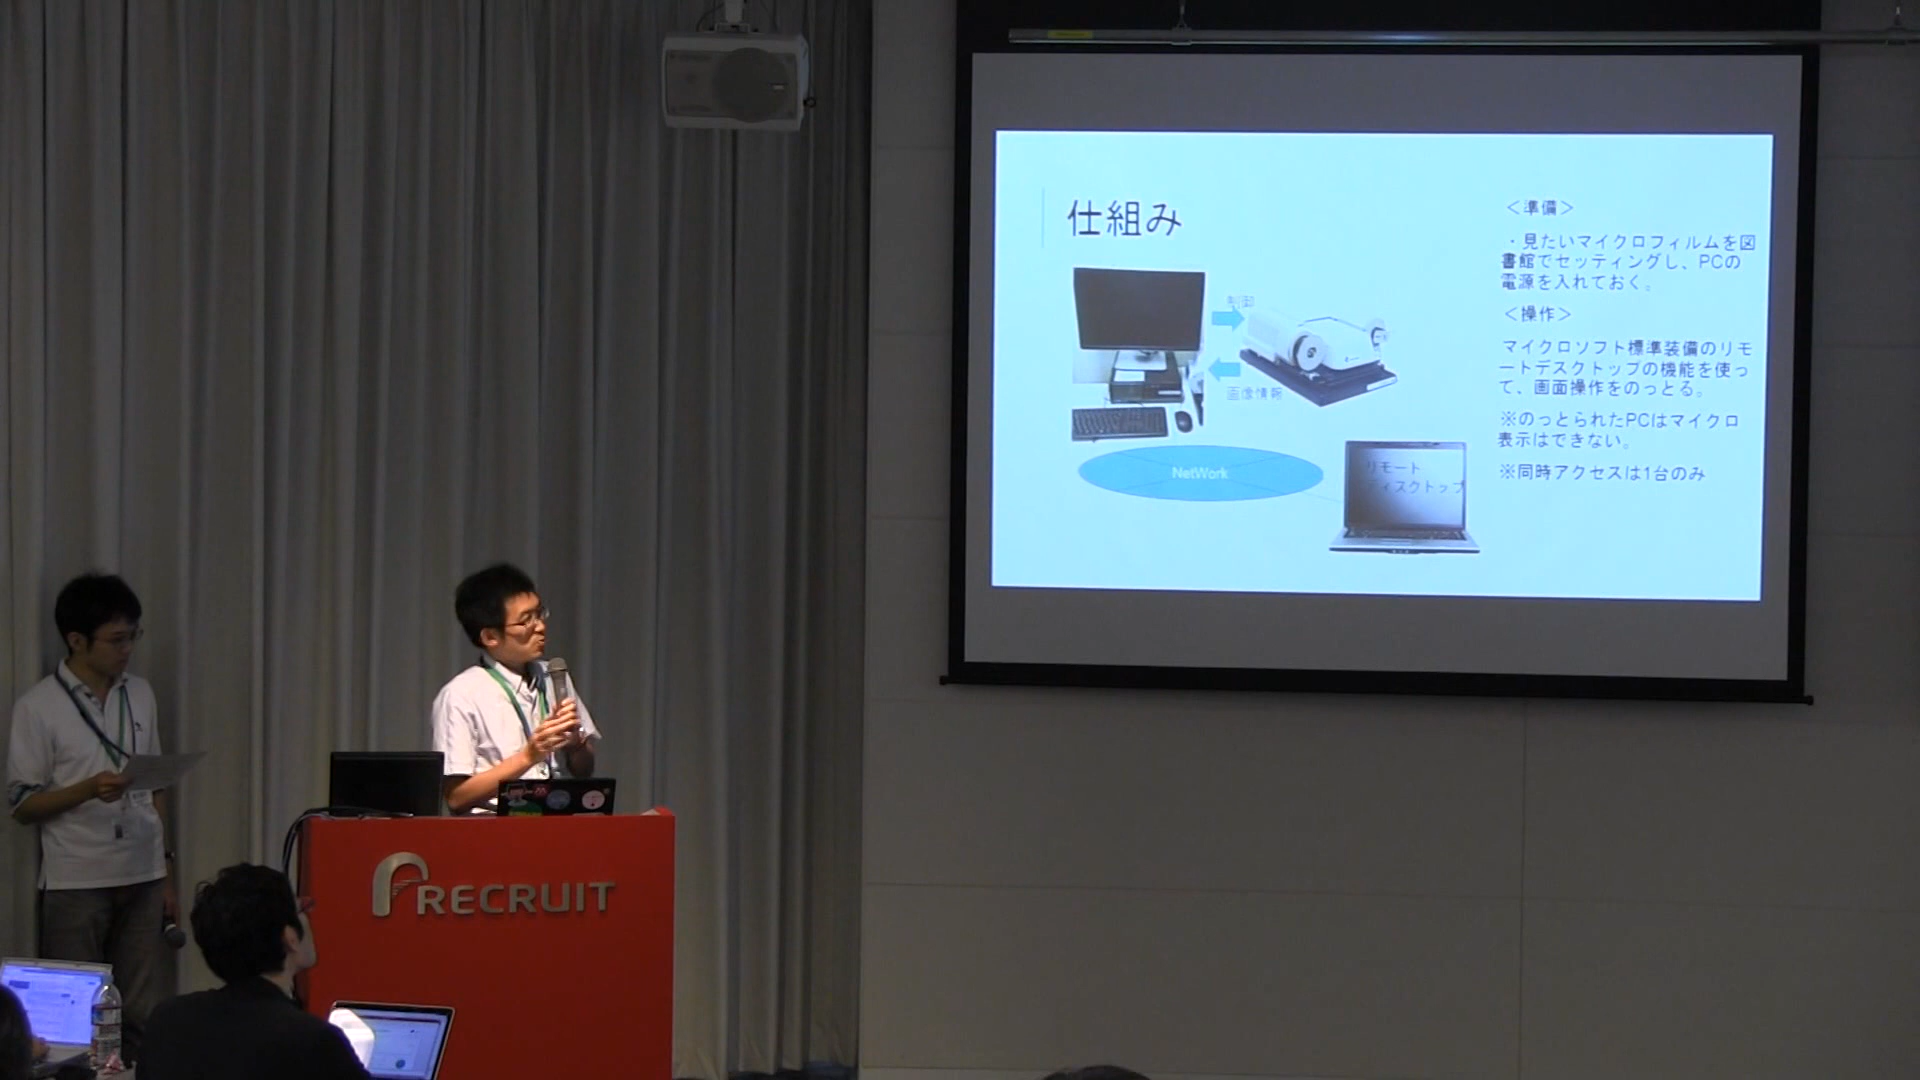 仕組み
制御
画像情報
NetWork
リモート
ディスクトップ
＜準備＞
・見たいマイクロフィルムを図
書館でセッティングし、PCの
電源を入れておく。
＜操作＞
マイクロソフト標準装備のリモ
ートデスクトップの機能を使っ
て、画面操作をのっとる。
※のっとられたPCはマイクロ
表示はできない。
※同時アクセスは1台のみ
RECRUIT